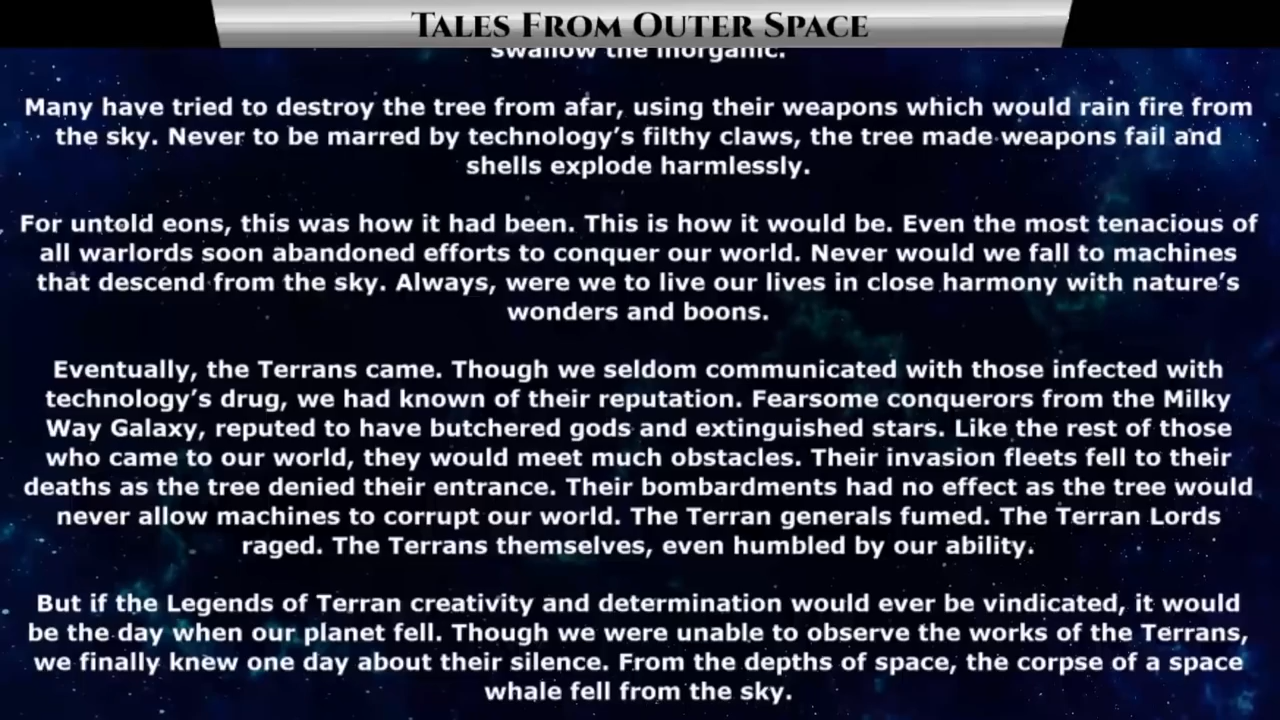 Tales From Outer Space
swallow the inorganic.
Many have tried to destroy the tree from afar, using their weapons which would rain fire from
the sky. Never to be marred by technology's filthy claws, the tree made weapons fail and
shells explode harmlessly.
For untold eons, this was how it had been. This is how it would be. Even the most tenacious of
all warlords soon abandoned efforts to conquer our world. Never would we fall to machines
that descend from the sky. Always, were we to live our lives in close harmony with nature's
wonders and boons.
Eventually, the Terrans came. Though we seldom communicated with those infected with
technology's drug, we had known of their reputation. Fearsome conquerors from the Milky
Way Galaxy, reputed to have butchered gods and extinguished stars. Like the rest of those
who came to our world, they would meet much obstacles. Their invasion fleets fell to their
deaths as the tree denied their entrance. Their bombardments had no effect as the tree would
never allow machines to corrupt our world. The Terran generals fumed. The Terran Lords
raged. The Terrans themselves, even humbled by our ability.
But if the Legends of Terran creativity and determination would ever be vindicated, it would
be the day when our planet fell. Though we were unable to observe the works of the Terrans,
we finally knew one day about their silence. From the depths of space, the corpse of a space
whale fell from the sky.